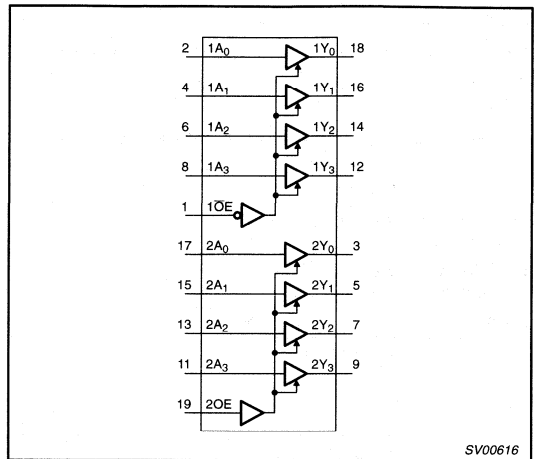 2 1A0 1Y0 18
4 1A1 1Y1 16
6 1A2 1Y2 14
8 1A3 1Y3 12
1 1O̅E̅
17 2A0 2Y0 3
15 2A1 2Y1 5
13 2A2 2Y2 7
11 2A3 2Y3 9
19 2OE
SV00616